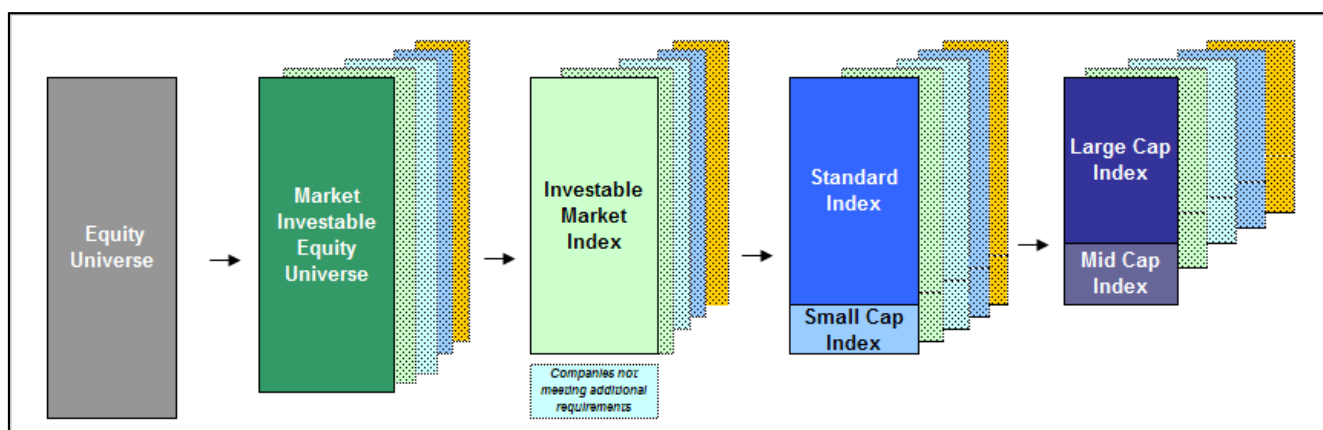 Equity
Universe
Market
Investable
Equity
Universe
Investable
Market
Index
Companies not
meeting additional
requirements
Standard
Index
Small Cap
Index
Large Cap
Index
Mid Cap
Index